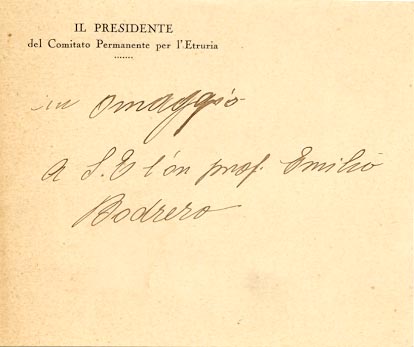 IL PRESIDENTE
del Comitato Permanente per l'Etruria
in omaggio
A S.E l'on prof. Emilio
Bodrero